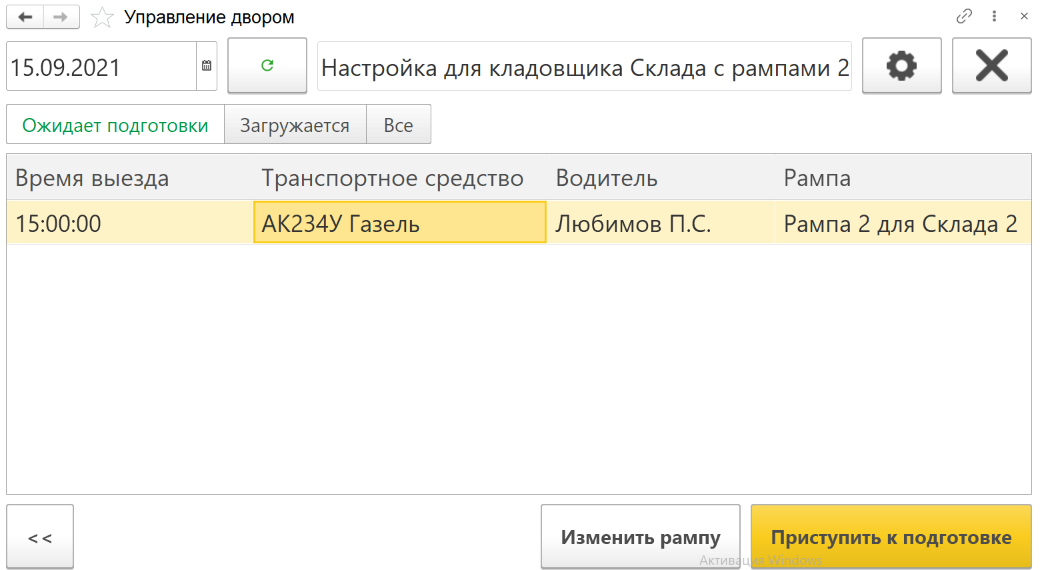 Управление двором
15.09.2021
Настройка для кладовщика Склада с рампами 2
Ожидает подготовки Загружается Все
Время выезда Транспортное средство Водитель Рампа
15:00:00 АК234У Газель Любимов П.С. Рампа 2 для Склада 2
<< Изменить рампу Приступить к подготовке
Активация Windows